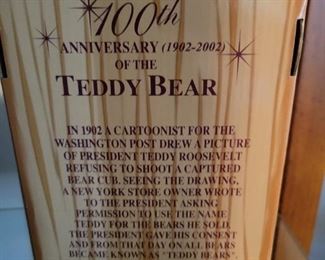 100th
ANNIVERSARY (1902-2002)
OF THE
TEDDY BEAR
IN 1902 A CARTOONIST FOR THE
WASHINGTON POST DREW A PICTURE
OF PRESIDENT TEDDY ROOSEVELT
REFUSING TO SHOOT A CAPTURED
BEAR CUB. SEEING THE DRAWING,
A NEW YORK STORE OWNER WROTE
TO THE PRESIDENT ASKING
PERMISSION TO USE THE NAME
TEDDY FOR THE BEARS HE SOLD.
THE PRESIDENT GAVE HIS CONSENT
AND FROM THAT DAY ON ALL BEARS
BECAME KNOWN AS "TEDDY BEARS".